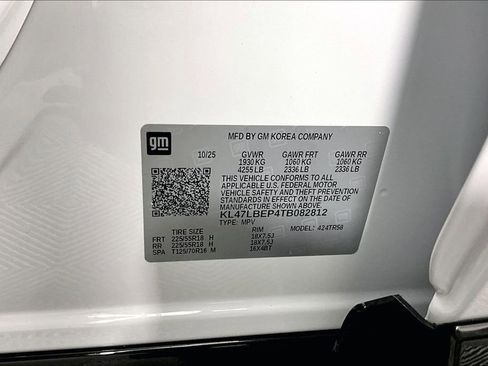 gm
MFD BY GM KOREA COMPANY
10/25 GVWR GAWR FRT GAWR RR
1930 KG 1060 KG 1060 KG
4255 LB 2336 LB 2336 LB
THIS VEHICLE CONFORMS TO ALL
APPLICABLE U.S. FEDERAL MOTOR
VEHICLE SAFETY AND THEFT PREVENTION
STANDARDS IN EFFECT ON THE DATE OF
MANUFACTURE SHOWN ABOVE.
KL47LBEP4TB082812
TYPE: MPV MODEL: 424TR58
TIRE SIZE RIM
FRT 225/55R18 H 18X7.5J
RR 225/55R18 H 18X7.5J
SPA T125/70R16 M 16X4BT